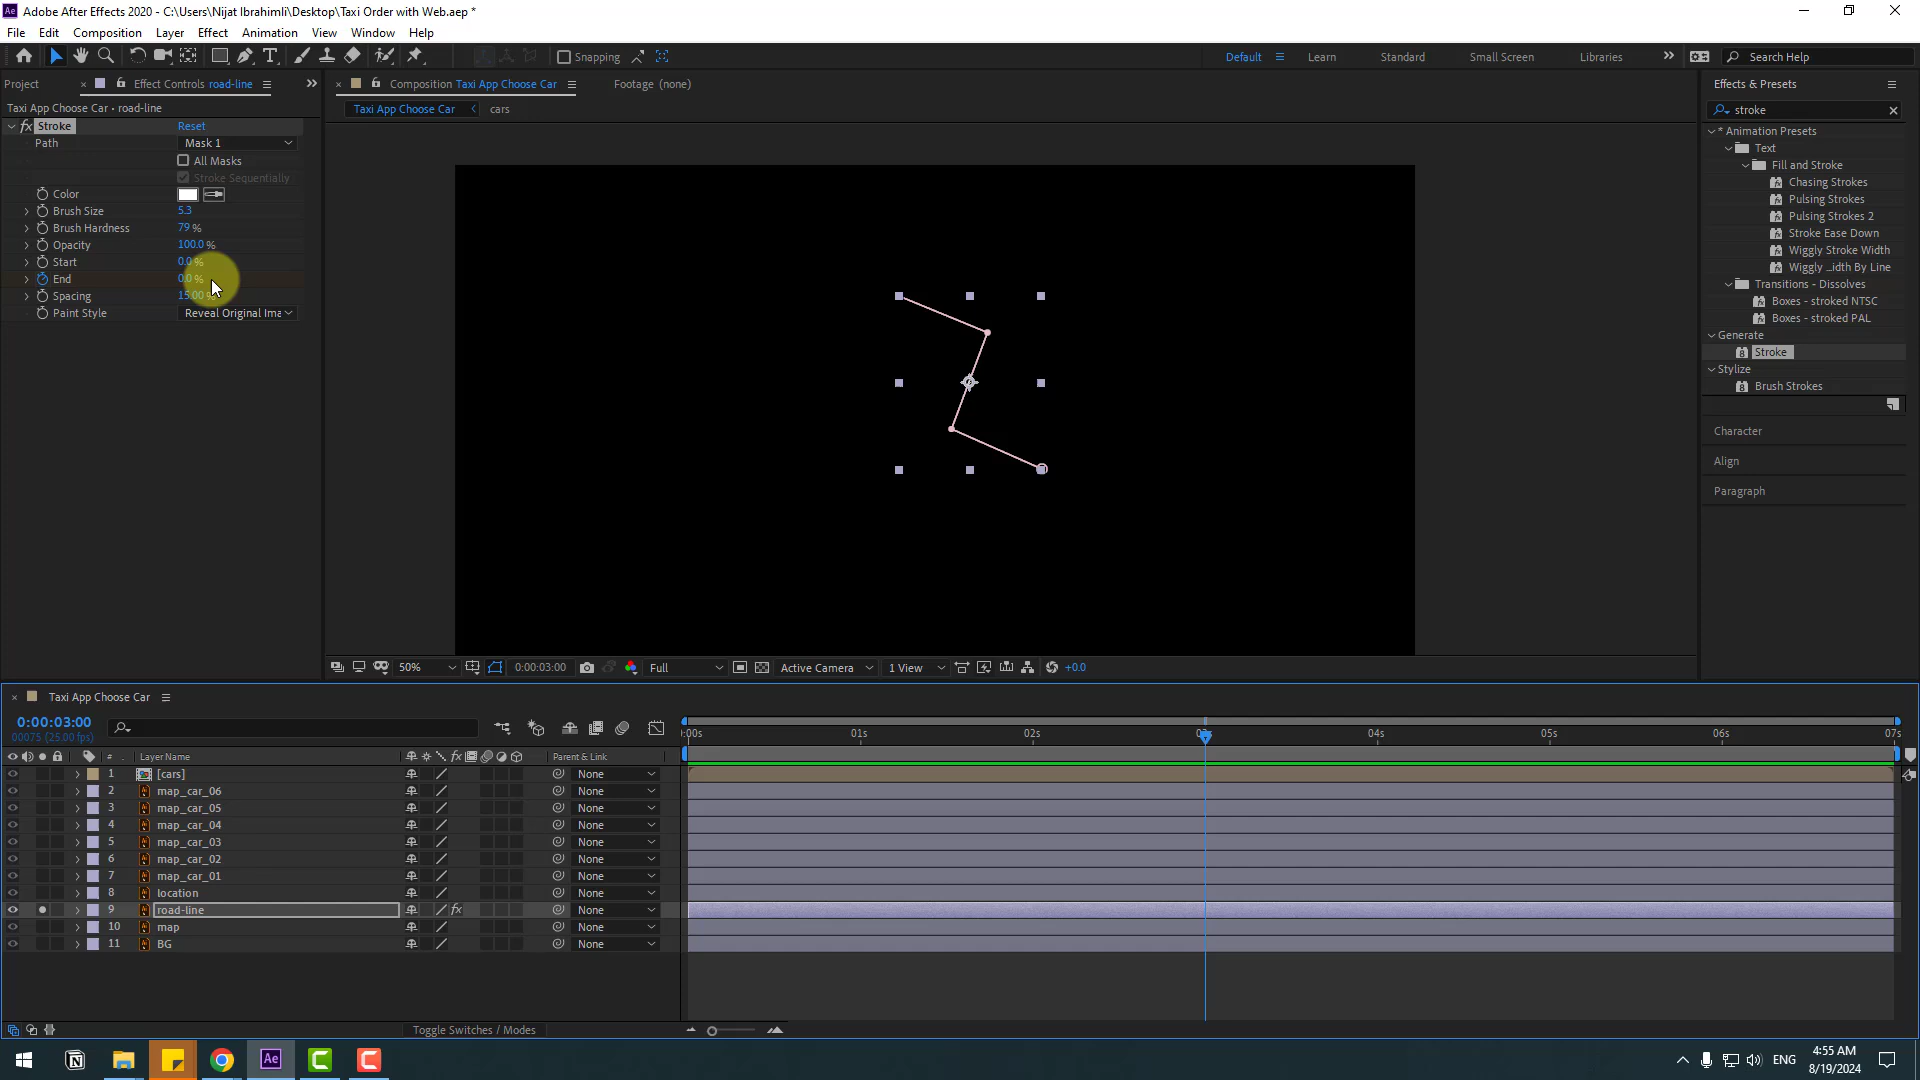 Adobe After Effects 2020 - C:\Users\Nijat Ibrahimli\Desktop\Taxi Order with Web.aep *
File Edit Composition Layer Effect Animation View Window Help
Snapping Default Learn Standard Small Screen Libraries Search Help
Project Effect Controls road-line Composition Taxi App Choose Car Footage (none) Effects & Presets
Taxi App Choose Car • road-line Taxi App Choose Car cars stroke
fx Stroke Reset
Path Mask 1
All Masks
Stroke Sequentially
Color
Brush Size 5.3
Brush Hardness 79 %
Opacity 100.0 %
Start 0.0 %
End 0.0 %
Spacing 15.00 %
Paint Style Reveal Original Ima
* Animation Presets
Text
Fill and Stroke
Chasing Strokes
Pulsing Strokes
Pulsing Strokes 2
Stroke Ease Down
Wiggly Stroke Width
Wiggly ...idth By Line
Transitions - Dissolves
Boxes - stroked NTSC
Boxes - stroked PAL
Generate
Stroke
Stylize
Brush Strokes
Character
Align
Paragraph
50% 0:00:03:00 Full Active Camera 1 View +0.0
Taxi App Choose Car
0:00:03:00
00075 (25.00 fps)
:00s 01s 02s 04s 05s 06s 07s
# Layer Name fx Parent & Link
1 [cars] None
2 map_car_06 None
3 map_car_05 None
4 map_car_04 None
5 map_car_03 None
6 map_car_02 None
7 map_car_01 None
8 location None
9 road-line fx None
10 map None
11 BG None
Toggle Switches / Modes
Ae ENG 4:55 AM
8/19/2024